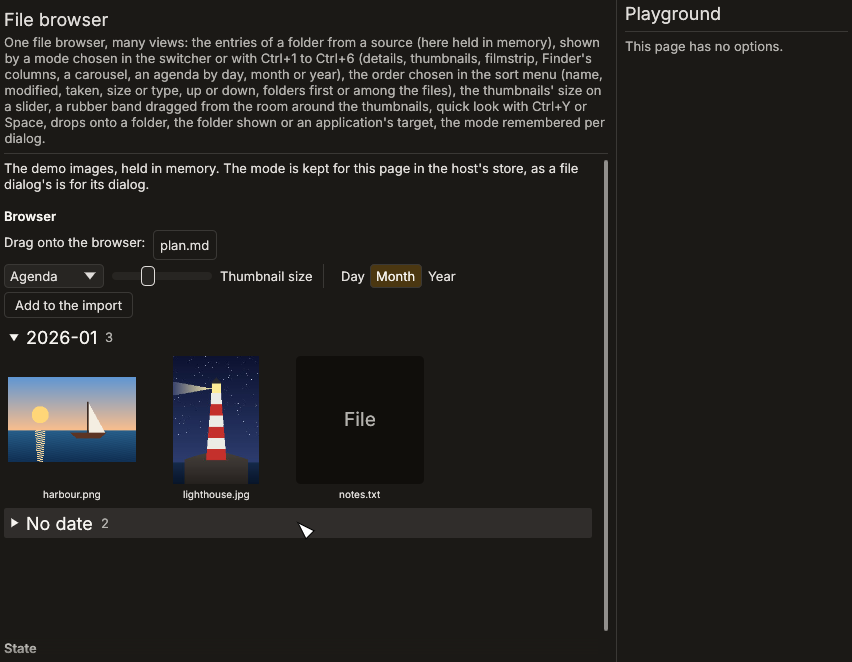 File browser
One file browser, many views: the entries of a folder from a source (here held in memory), shown
by a mode chosen in the switcher or with Ctrl+1 to Ctrl+6 (details, thumbnails, filmstrip, Finder's
columns, a carousel, an agenda by day, month or year), the order chosen in the sort menu (name,
modified, taken, size or type, up or down, folders first or among the files), the thumbnails' size on
a slider, a rubber band dragged from the room around the thumbnails, quick look with Ctrl+Y or
Space, drops onto a folder, the folder shown or an application's target, the mode remembered per
dialog.
The demo images, held in memory. The mode is kept for this page in the host's store, as a file
dialog's is for its dialog.
Browser
Drag onto the browser: plan.md
Agenda Thumbnail size Day Month Year
Add to the import
2026-01 3
File
harbour.png lighthouse.jpg notes.txt
No date 2
State
Playground
This page has no options.